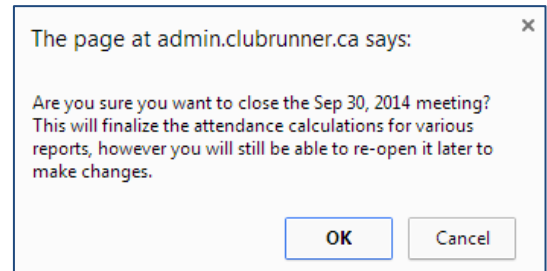 The page at admin.clubrunner.ca says:
Are you sure you want to close the Sep 30, 2014 meeting?
This will finalize the attendance calculations for various
reports, however you will still be able to re-open it later to
make changes.
OK Cancel